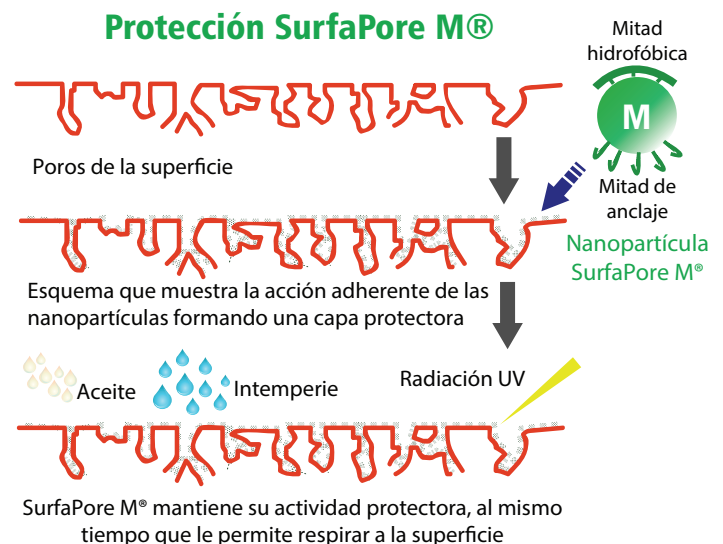 Protección SurfaPore M®
Mitad
hidrofóbica
M
Mitad de
anclaje
Nanopartícula
SurfaPore M®
Poros de la superficie
Esquema que muestra la acción adherente de las
nanopartículas formando una capa protectora
Aceite
Intemperie
Radiación UV
SurfaPore M® mantiene su actividad protectora, al mismo
tiempo que le permite respirar a la superficie